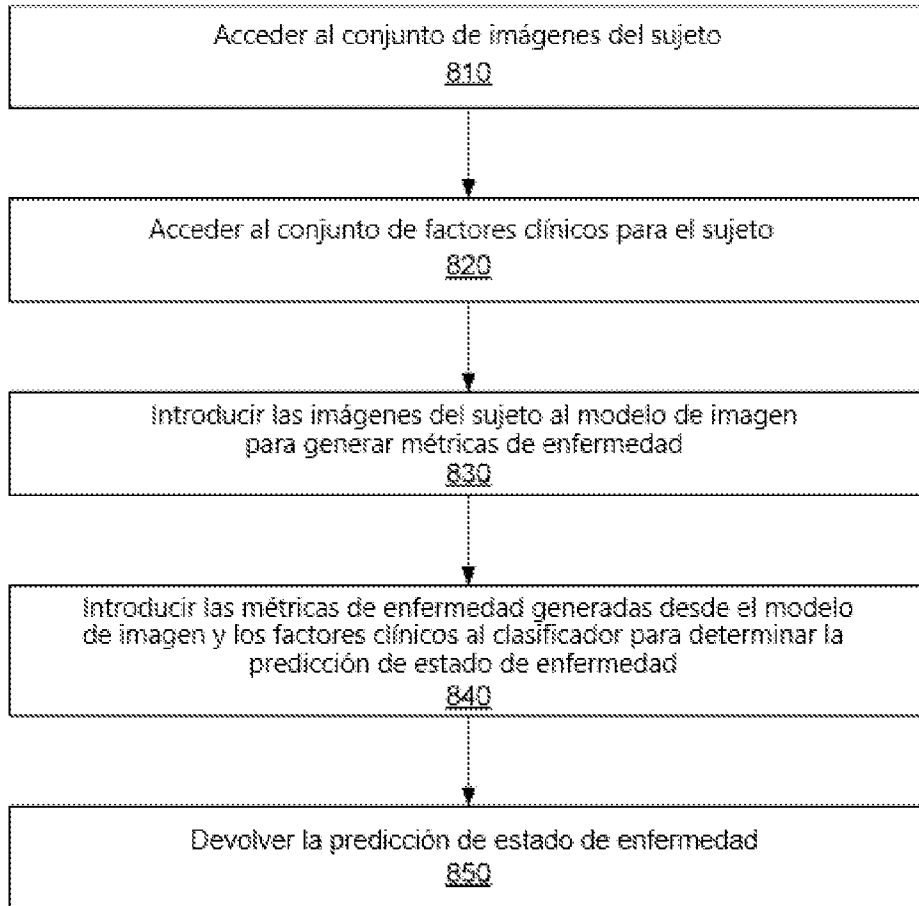 Acceder al conjunto de imágenes del sujeto
810
Acceder al conjunto de factores clínicos para el sujeto
820
Introducir las imágenes del sujeto al modelo de imagen
para generar métricas de enfermedad
830
Introducir las métricas de enfermedad generadas desde el modelo
de imagen y los factores clínicos al clasificador para determinar la
predicción de estado de enfermedad
840
Devolver la predicción de estado de enfermedad
850